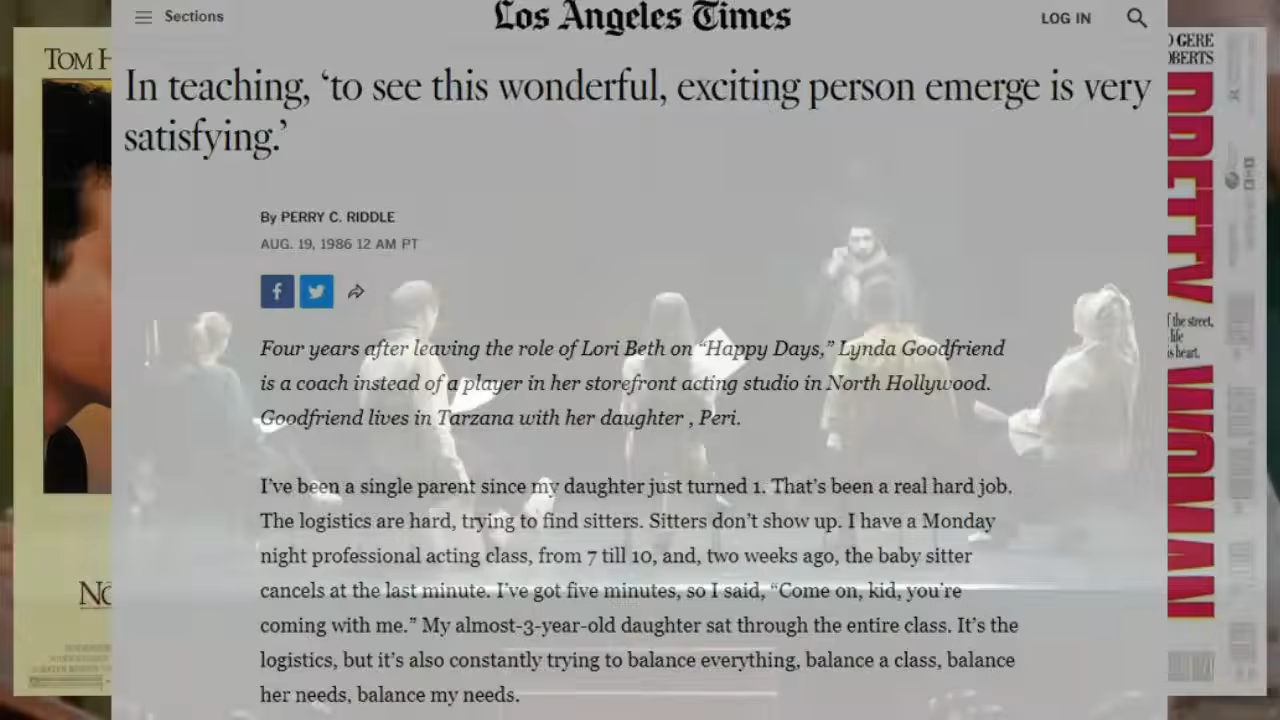 Sections
Los Angeles Times
LOG IN
TOM H
In teaching, ‘to see this wonderful, exciting person emerge is very
satisfying.’
By PERRY C. RIDDLE
AUG. 19, 1986 12 AM PT
Four years after leaving the role of Lori Beth on “Happy Days,” Lynda Goodfriend
is a coach instead of a player in her storefront acting studio in North Hollywood.
Goodfriend lives in Tarzana with her daughter , Peri.
I’ve been a single parent since my daughter just turned 1. That’s been a real hard job.
The logistics are hard, trying to find sitters. Sitters don’t show up. I have a Monday
night professional acting class, from 7 till 10, and, two weeks ago, the baby sitter
cancels at the last minute. I’ve got five minutes, so I said, “Come on, kid, you’re
coming with me.” My almost-3-year-old daughter sat through the entire class. It’s the
logistics, but it’s also constantly trying to balance everything, balance a class, balance
her needs, balance my needs.
NO
GERE
OBERTS
PRETTY WOMAN
the street,
life
is heart.